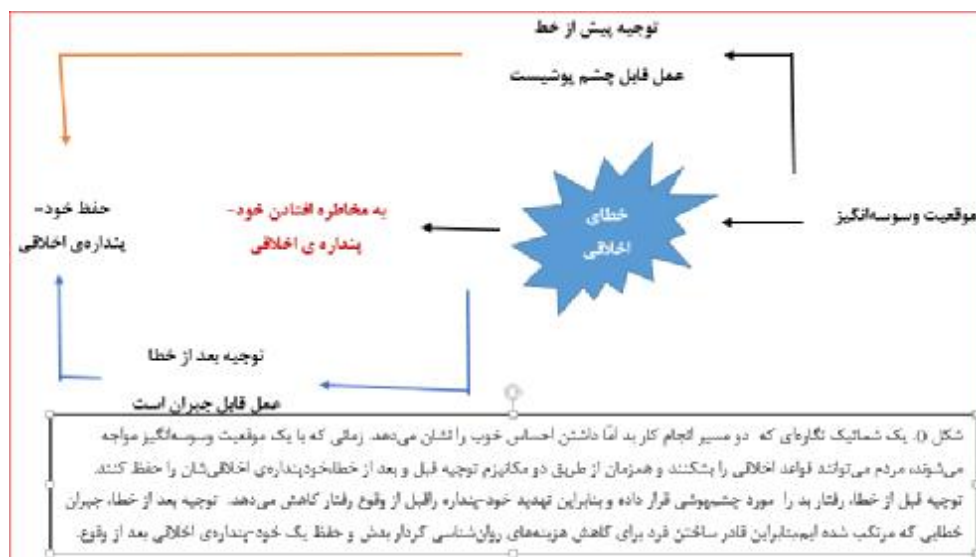 توجیه پیش از خط
عمل قابل چشم پوشیست
موقعیت وسوسه‌انگیز
خطای
اخلاقی
به مخاطره افتادن خود-
پنداره ی اخلاقی
حفظ خود-
پنداره‌ی اخلاقی
توجیه بعد از خطا
عمل قابل جبران است
شکل (). یک شماتیک نگاره‌ای که دو مسیر انجام کار بد امّا داشتن احساس خوب را نشان می‌دهد. زمانی که با یک موقعیت وسوسه‌انگیز مواجه
می‌شوند، مردم می‌توانند قواعد اخلاقی را بشکنند و همزمان از طریق دو مکانیزم توجیه قبل و بعد از خطا،خودپنداره‌ی اخلاقی‌شان را حفظ کنند.
توجیه قبل از خطا، رفتار بد را مورد چشم‌پوشی قرار داده و بنابراین تهدید خود-پنداره راقبل از وقوع رفتار کاهش می‌دهد. توجیه بعد از خطا، جبران
خطایی که مرتکب شده ایم،بنابراین قادر ساختن فرد برای کاهش هزینه‌های روان‌شناسی کردار بدش و حفظ یک خود-پنداره‌ی اخلاقی بعد از وقوع.